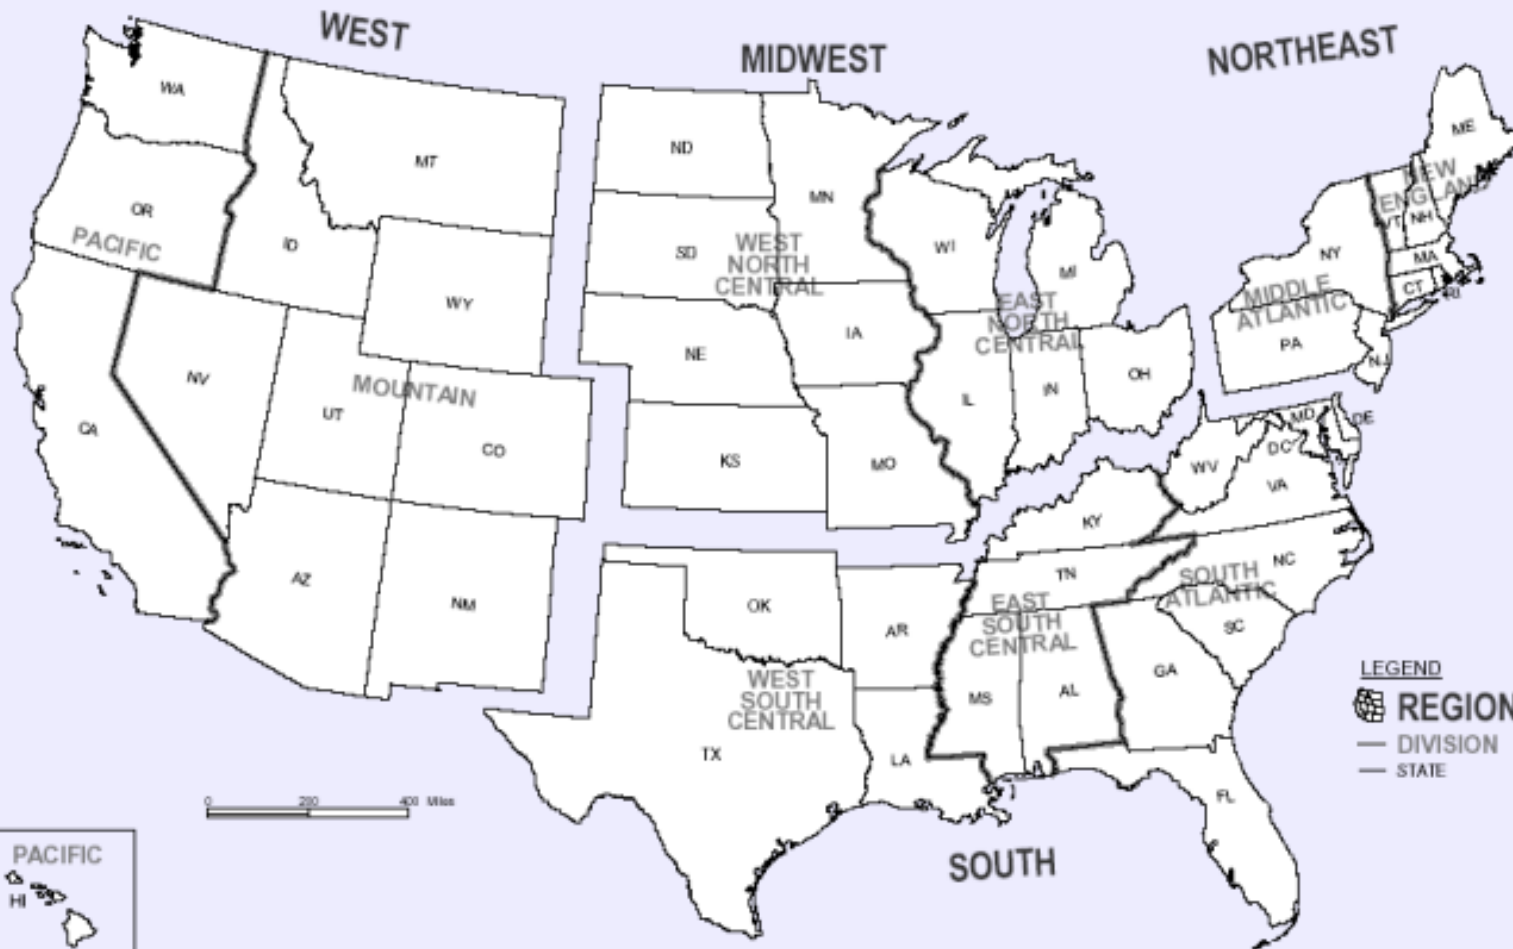 WEST
MIDWEST
NORTHEAST
WA
MT
OR
ID
PACIFIC
WY
NV
MOUNTAIN
UT
CA
CO
AZ
NM
ND
MN
SD
WEST
NORTH
CENTRAL
NE
IA
KS
MO
WI
MI
EAST
NORTH
CENTRAL
IL
IN
OH
ME
NEW
ENGLAND
VT
NH
NY
MA
CT
RI
MIDDLE
ATLANTIC
PA
NJ
MD
DE
DC
WV
VA
KY
NC
TN
SOUTH
ATLANTIC
EAST
SOUTH
CENTRAL
SC
GA
MS
AL
FL
OK
AR
WEST
SOUTH
CENTRAL
TX
LA
SOUTH
LEGEND
REGION
DIVISION
STATE
0 200 400 Miles
PACIFIC
HI